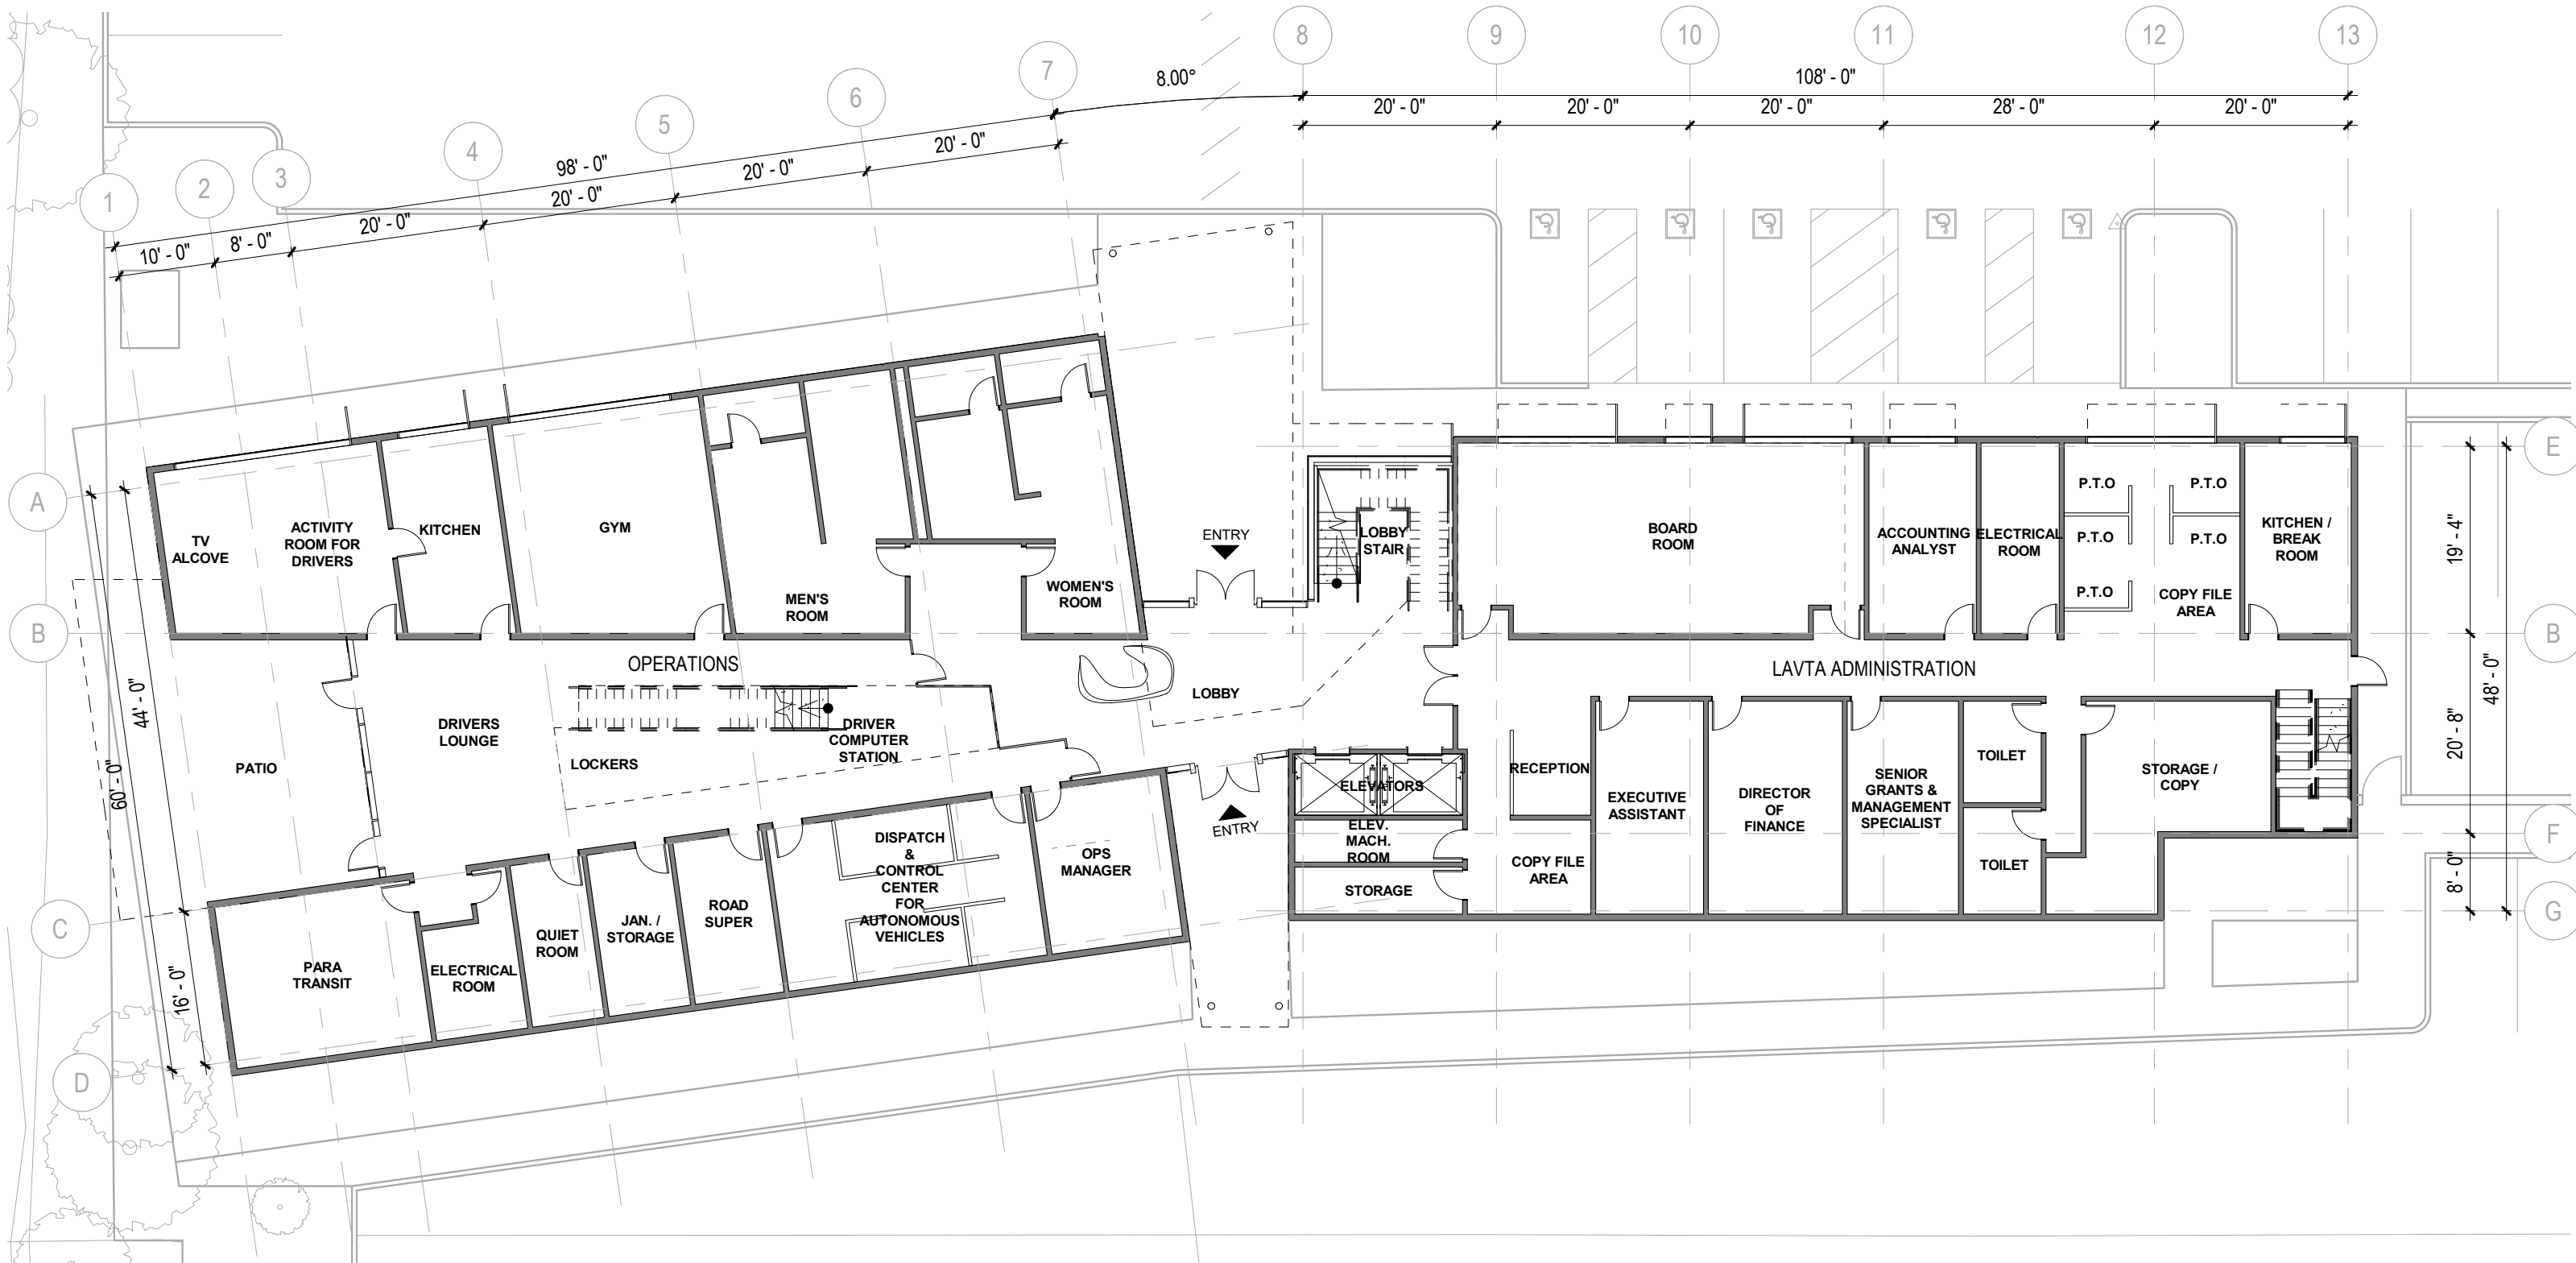 1
2
3
4
5
6
7
8
9
10
11
12
13
8.00°
108' - 0"
20' - 0"
20' - 0"
20' - 0"
28' - 0"
20' - 0"
98' - 0"
10' - 0"
8' - 0"
20' - 0"
20' - 0"
20' - 0"
20' - 0"
A
B
C
D
E
B
F
G
44' - 0"
60' - 0"
16' - 0"
19' - 4"
20' - 8"
8' - 0"
48' - 0"
TV
ALCOVE
ACTIVITY
ROOM FOR
DRIVERS
KITCHEN
GYM
MEN'S
ROOM
WOMEN'S
ROOM
ENTRY
LOBBY
STAIR
BOARD
ROOM
ACCOUNTING
ANALYST
ELECTRICAL
ROOM
P.T.O
P.T.O
P.T.O
P.T.O
P.T.O
COPY FILE
AREA
KITCHEN /
BREAK
ROOM
OPERATIONS
LOBBY
LAVTA ADMINISTRATION
PATIO
DRIVERS
LOUNGE
LOCKERS
DRIVER
COMPUTER
STATION
ENTRY
ELEVATORS
ELEV.
MACH.
ROOM
STORAGE
RECEPTION
COPY FILE
AREA
EXECUTIVE
ASSISTANT
DIRECTOR
OF
FINANCE
SENIOR
GRANTS &
MANAGEMENT
SPECIALIST
TOILET
TOILET
STORAGE /
COPY
PARA
TRANSIT
ELECTRICAL
ROOM
QUIET
ROOM
JAN. /
STORAGE
ROAD
SUPER
DISPATCH
&
CONTROL
CENTER
FOR
AUTONOMOUS
VEHICLES
OPS
MANAGER